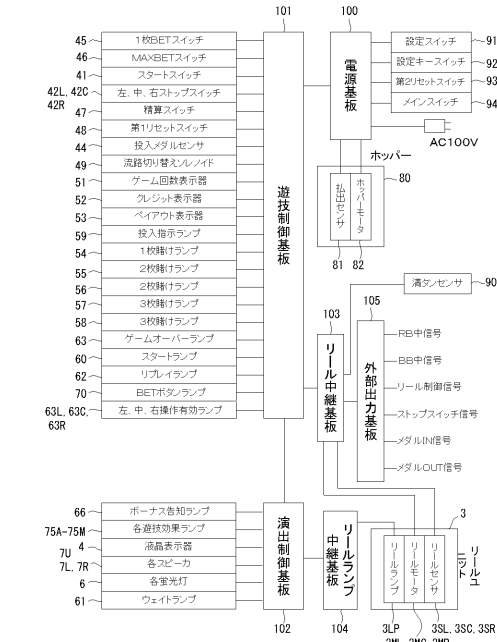 101
100
45
1枚BETスイッチ
46
MAXBETスイッチ
41
スタートスイッチ
42L, 42C
42R
左、中、右ストップスイッチ
47
精算スイッチ
48
第1リセットスイッチ
44
投入メダルセンサ
49
流路切り替えソレノイド
51
ゲーム回数表示器
52
クレジット表示器
53
ペイアウト表示器
59
投入指示ランプ
54
1枚賭けランプ
55
2枚賭けランプ
56
2枚賭けランプ
57
3枚賭けランプ
58
3枚賭けランプ
63
ゲームオーバーランプ
60
スタートランプ
62
リプレイランプ
70
BETボタンランプ
63L, 63C,
63R
左、中、右操作有効ランプ
遊技制御基板
電源基板
設定スイッチ
91
設定キースイッチ
92
第2リセットスイッチ
93
メインスイッチ
94
AC100V
ホッパー
80
払出センサ
ホッパーモータ
81
82
満タンセンサ
90
103
105
リール中継基板
外部出力基板
RB中信号
BB中信号
リール制御信号
ストップスイッチ信号
メダルIN信号
メダルOUT信号
66
ボーナス告知ランプ
75A-75M
各遊技効果ランプ
4
液晶表示器
7U
7L, 7R
各スピーカ
6
各蛍光灯
61
ウェイトランプ
演出制御基板
102
リールランプ
中継基板
104
3
リールランプ
リールモータ
リールセンサ
リールユ
ニット
3LP
3SL, 3SC, 3SR